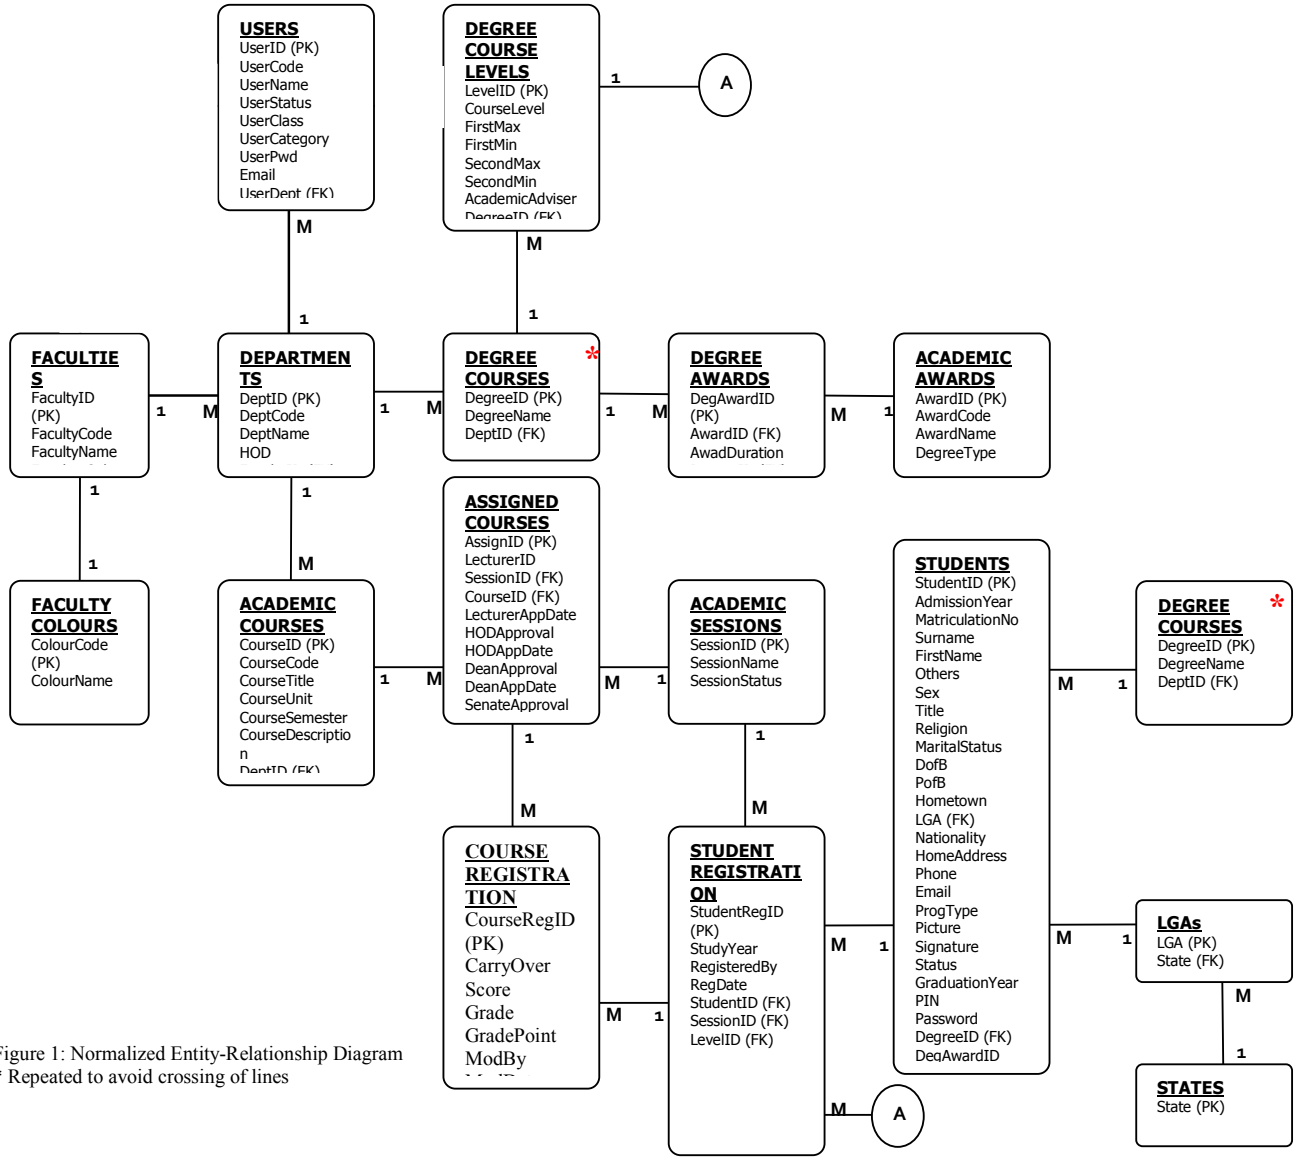 USERS
UserID (PK)
UserCode
UserName
UserStatus
UserClass
UserCategory
UserPwd
Email
UserDept (FK)
M
1
DEGREE
COURSE
LEVELS
LevelID (PK)
CourseLevel
FirstMax
FirstMin
SecondMax
SecondMin
AcademicAdviser
DegreeID (FK)
1
A
M
1
FACULTIE
S
FacultyID
(PK)
FacultyCode
FacultyName
1
M
DEPARTMEN
TS
DeptID (PK)
DeptCode
DeptName
HOD
1
M
DEGREE
COURSES
*
DegreeID (PK)
DegreeName
DeptID (FK)
1
M
DEGREE
AWARDS
DegAwardID
(PK)
AwardID (FK)
AwadDuration
M
1
ACADEMIC
AWARDS
AwardID (PK)
AwardCode
AwardName
DegreeType
1
1
FACULTY
COLOURS
ColourCode
(PK)
ColourName
1
M
ACADEMIC
COURSES
CourseID (PK)
CourseCode
CourseTitle
CourseUnit
CourseSemester
CourseDescriptio
n
DeptID (FK)
1
M
ASSIGNED
COURSES
AssignID (PK)
LecturerID
SessionID (FK)
CourseID (FK)
LecturerAppDate
HODApproval
HODAppDate
DeanApproval
DeanAppDate
SenateApproval
M
1
ACADEMIC
SESSIONS
SessionID (PK)
SessionName
SessionStatus
1
M
1
M
COURSE
REGISTRA
TION
CourseRegID
(PK)
CarryOver
Score
Grade
GradePoint
ModBy
M
1
STUDENT
REGISTRATI
ON
StudentRegID
(PK)
StudyYear
RegisteredBy
RegDate
StudentID (FK)
SessionID (FK)
LevelID (FK)
M
1
M
A
STUDENTS
StudentID (PK)
AdmissionYear
MatriculationNo
Surname
FirstName
Others
Sex
Title
Religion
MaritalStatus
DofB
PofB
Hometown
LGA (FK)
Nationality
HomeAddress
Phone
Email
ProgType
Picture
Signature
Status
GraduationYear
PIN
Password
DegreeID (FK)
DegAwardID
M
1
DEGREE
COURSES
*
DegreeID (PK)
DegreeName
DeptID (FK)
M
1
LGAs
LGA (PK)
State (FK)
M
1
STATES
State (PK)
Figure 1: Normalized Entity-Relationship Diagram
* Repeated to avoid crossing of lines